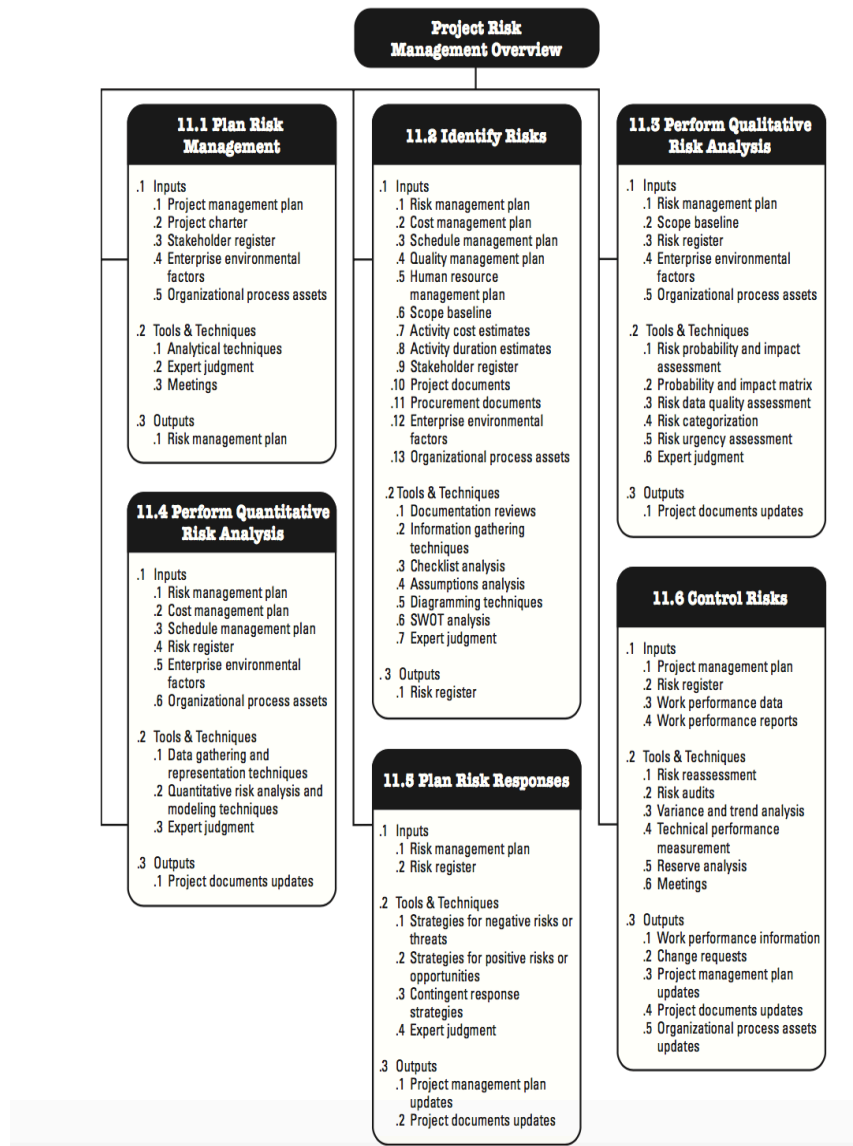 Project Risk
Management Overview
11.1 Plan Risk
Management
.1 Inputs
.1 Project management plan
.2 Project charter
.3 Stakeholder register
.4 Enterprise environmental
factors
.5 Organizational process assets
.2 Tools & Techniques
.1 Analytical techniques
.2 Expert judgment
.3 Meetings
.3 Outputs
.1 Risk management plan
11.2 Identify Risks
.1 Inputs
.1 Risk management plan
.2 Cost management plan
.3 Schedule management plan
.4 Quality management plan
.5 Human resource
management plan
.6 Scope baseline
.7 Activity cost estimates
.8 Activity duration estimates
.9 Stakeholder register
.10 Project documents
.11 Procurement documents
.12 Enterprise environmental
factors
.13 Organizational process assets
.2 Tools & Techniques
.1 Documentation reviews
.2 Information gathering
techniques
.3 Checklist analysis
.4 Assumptions analysis
.5 Diagramming techniques
.6 SWOT analysis
.7 Expert judgment
.3 Outputs
.1 Risk register
11.3 Perform Qualitative
Risk Analysis
.1 Inputs
.1 Risk management plan
.2 Scope baseline
.3 Risk register
.4 Enterprise environmental
factors
.5 Organizational process assets
.2 Tools & Techniques
.1 Risk probability and impact
assessment
.2 Probability and impact matrix
.3 Risk data quality assessment
.4 Risk categorization
.5 Risk urgency assessment
.6 Expert judgment
.3 Outputs
.1 Project documents updates
11.4 Perform Quantitative
Risk Analysis
.1 Inputs
.1 Risk management plan
.2 Cost management plan
.3 Schedule management plan
.4 Risk register
.5 Enterprise environmental
factors
.6 Organizational process assets
.2 Tools & Techniques
.1 Data gathering and
representation techniques
.2 Quantitative risk analysis and
modeling techniques
.3 Expert judgment
.3 Outputs
.1 Project documents updates
11.5 Plan Risk Responses
.1 Inputs
.1 Risk management plan
.2 Risk register
.2 Tools & Techniques
.1 Strategies for negative risks or
threats
.2 Strategies for positive risks or
opportunities
.3 Contingent response
strategies
.4 Expert judgment
.3 Outputs
.1 Project management plan
updates
.2 Project documents updates
11.6 Control Risks
.1 Inputs
.1 Project management plan
.2 Risk register
.3 Work performance data
.4 Work performance reports
.2 Tools & Techniques
.1 Risk reassessment
.2 Risk audits
.3 Variance and trend analysis
.4 Technical performance
measurement
.5 Reserve analysis
.6 Meetings
.3 Outputs
.1 Work performance information
.2 Change requests
.3 Project management plan
updates
.4 Project documents updates
.5 Organizational process assets
updates